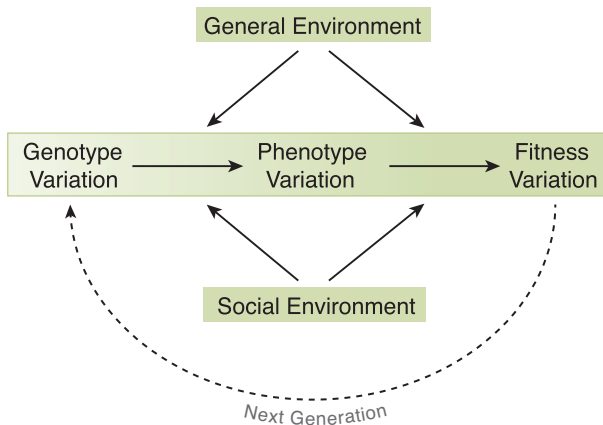 General Environment
Genotype
Variation
Phenotype
Variation
Fitness
Variation
Social Environment
Next Generation